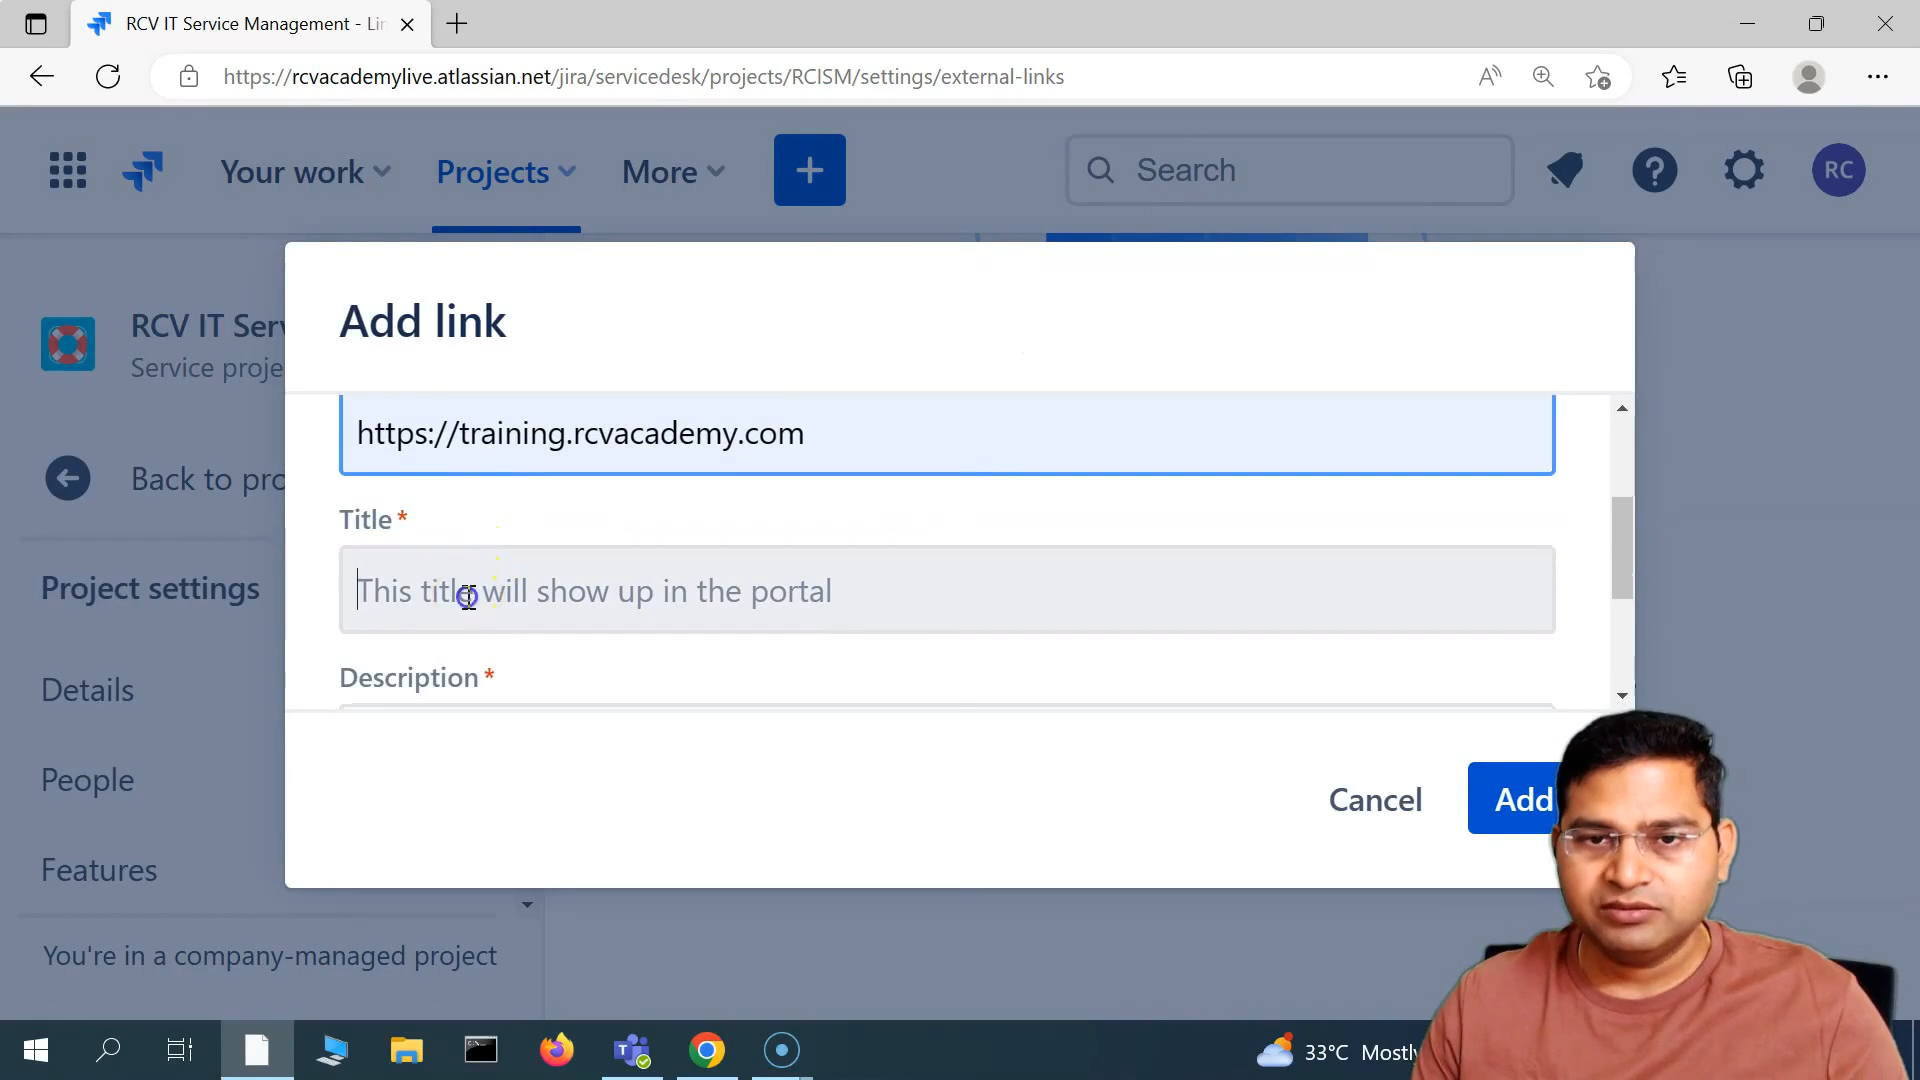 RCV IT Service Management - Lin
https://rcvacademylive.atlassian.net/jira/servicedesk/projects/RCISM/settings/external-links
Your work
Projects
More
Search
RC
RCV IT Serv
Service proje
Back to pro
Project settings
Details
People
Features
You're in a company-managed project
Add link
https://training.rcvacademy.com
Title *
This title will show up in the portal
Description *
Cancel
Add
33°C Mostly